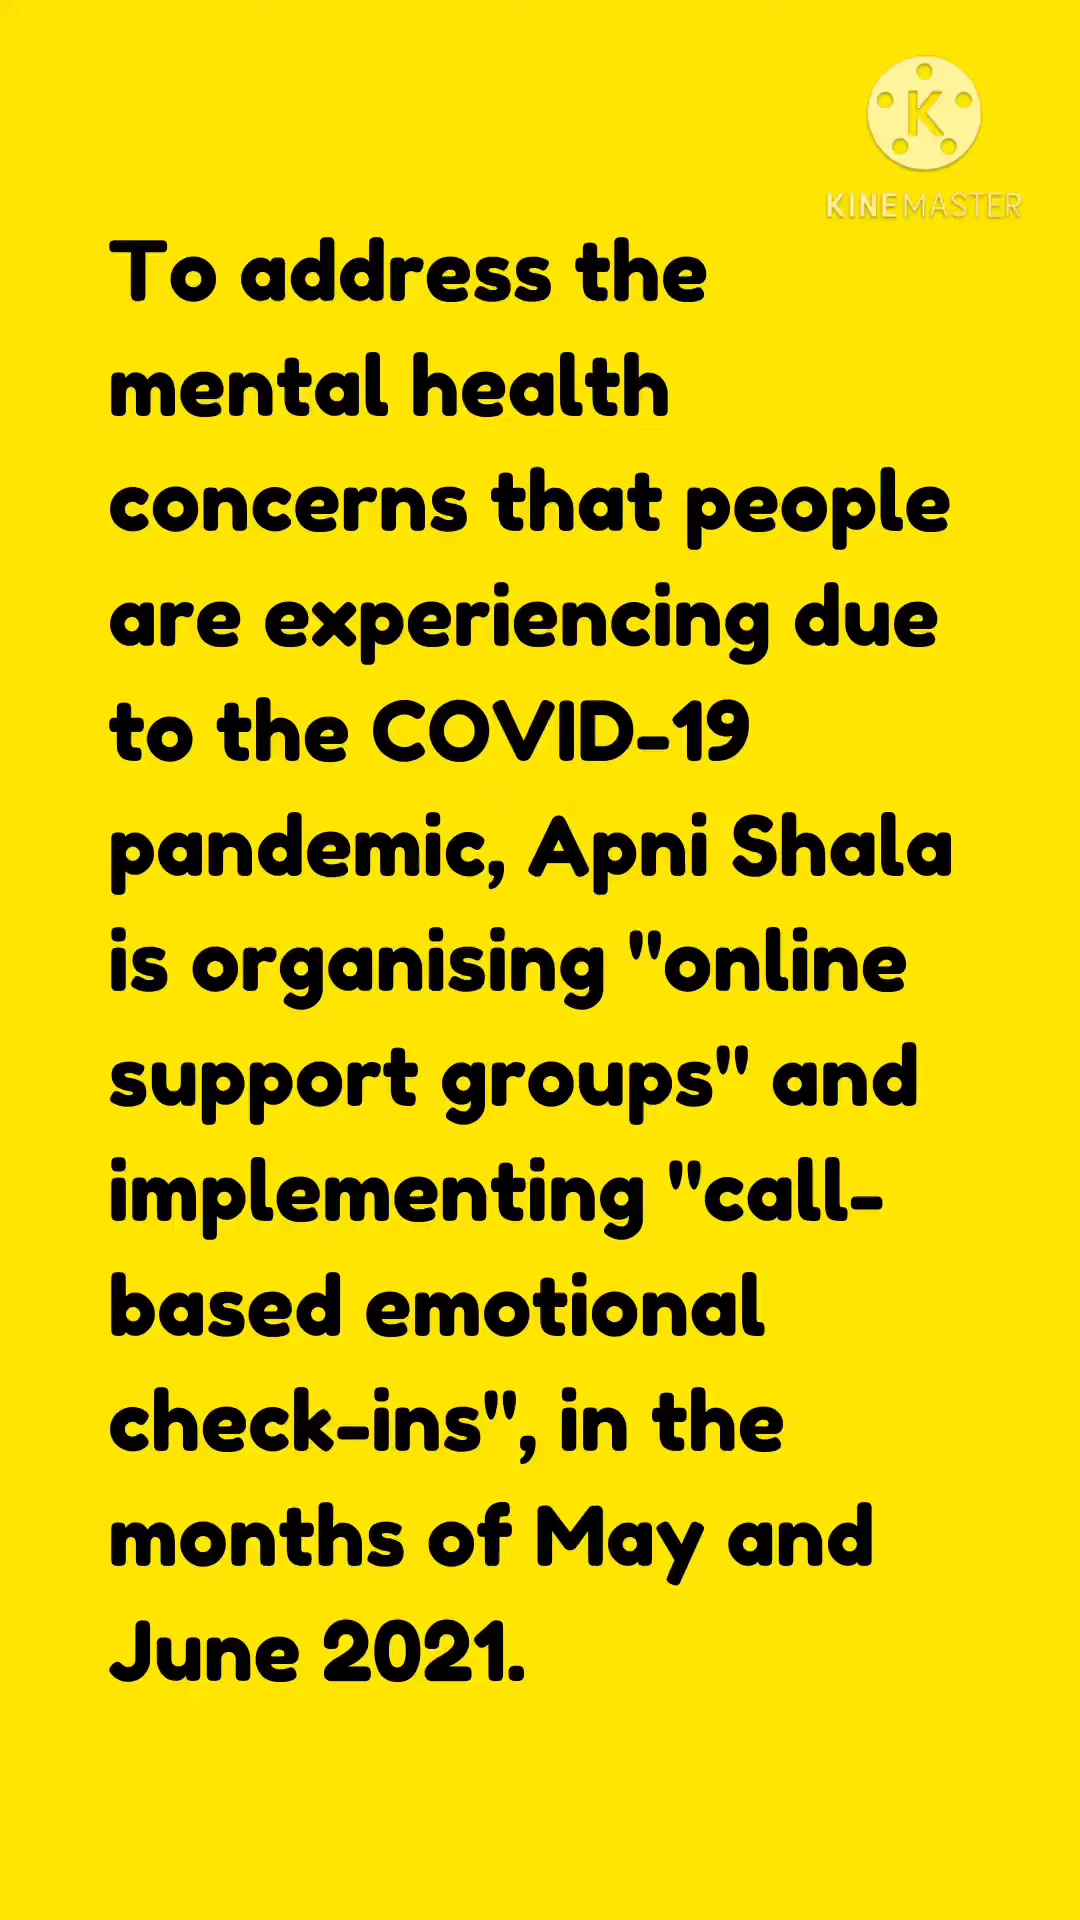 K
KINEMASTER
To address the
mental health
concerns that people
are experiencing due
to the COVID-19
pandemic, Apni Shala
is organising "online
support groups" and
implementing "call-
based emotional
check-ins", in the
months of May and
June 2021.